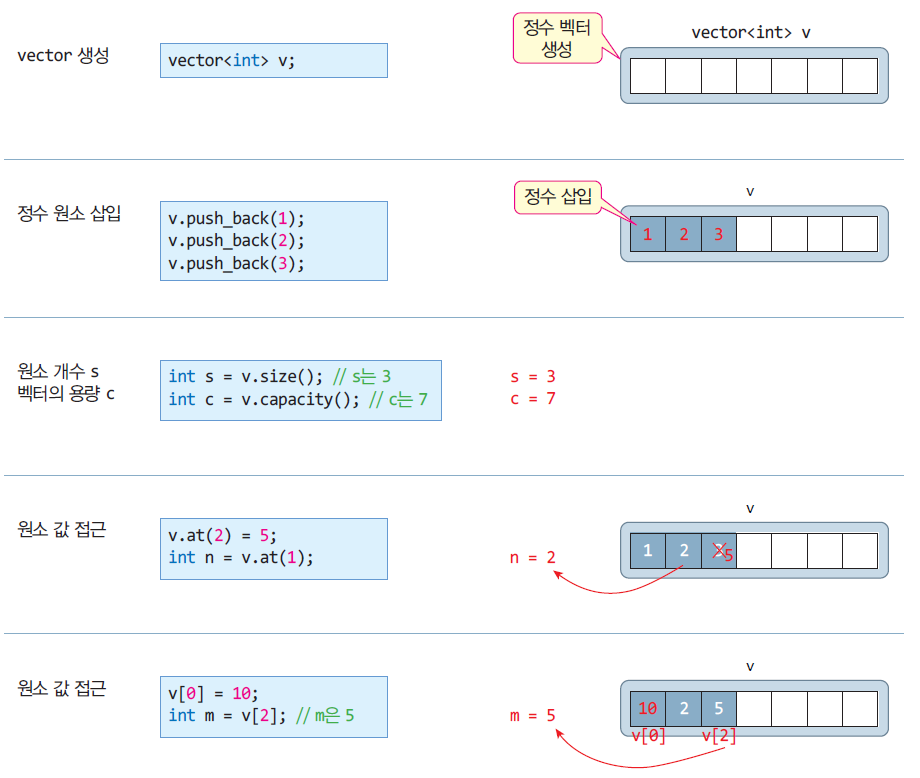 vector 생성
vector<int> v;
정수 벡터
생성
vector<int> v
정수 원소 삽입
v.push_back(1);
v.push_back(2);
v.push_back(3);
정수 삽입
v
1 2 3
원소 개수 s
벡터의 용량 c
int s = v.size(); // s는 3
int c = v.capacity(); // c는 7
s = 3
c = 7
원소 값 접근
v.at(2) = 5;
int n = v.at(1);
n = 2
v
1 2 3 5
원소 값 접근
v[0] = 10;
int m = v[2]; // m은 5
m = 5
v
10 2 5
v[0] v[2]